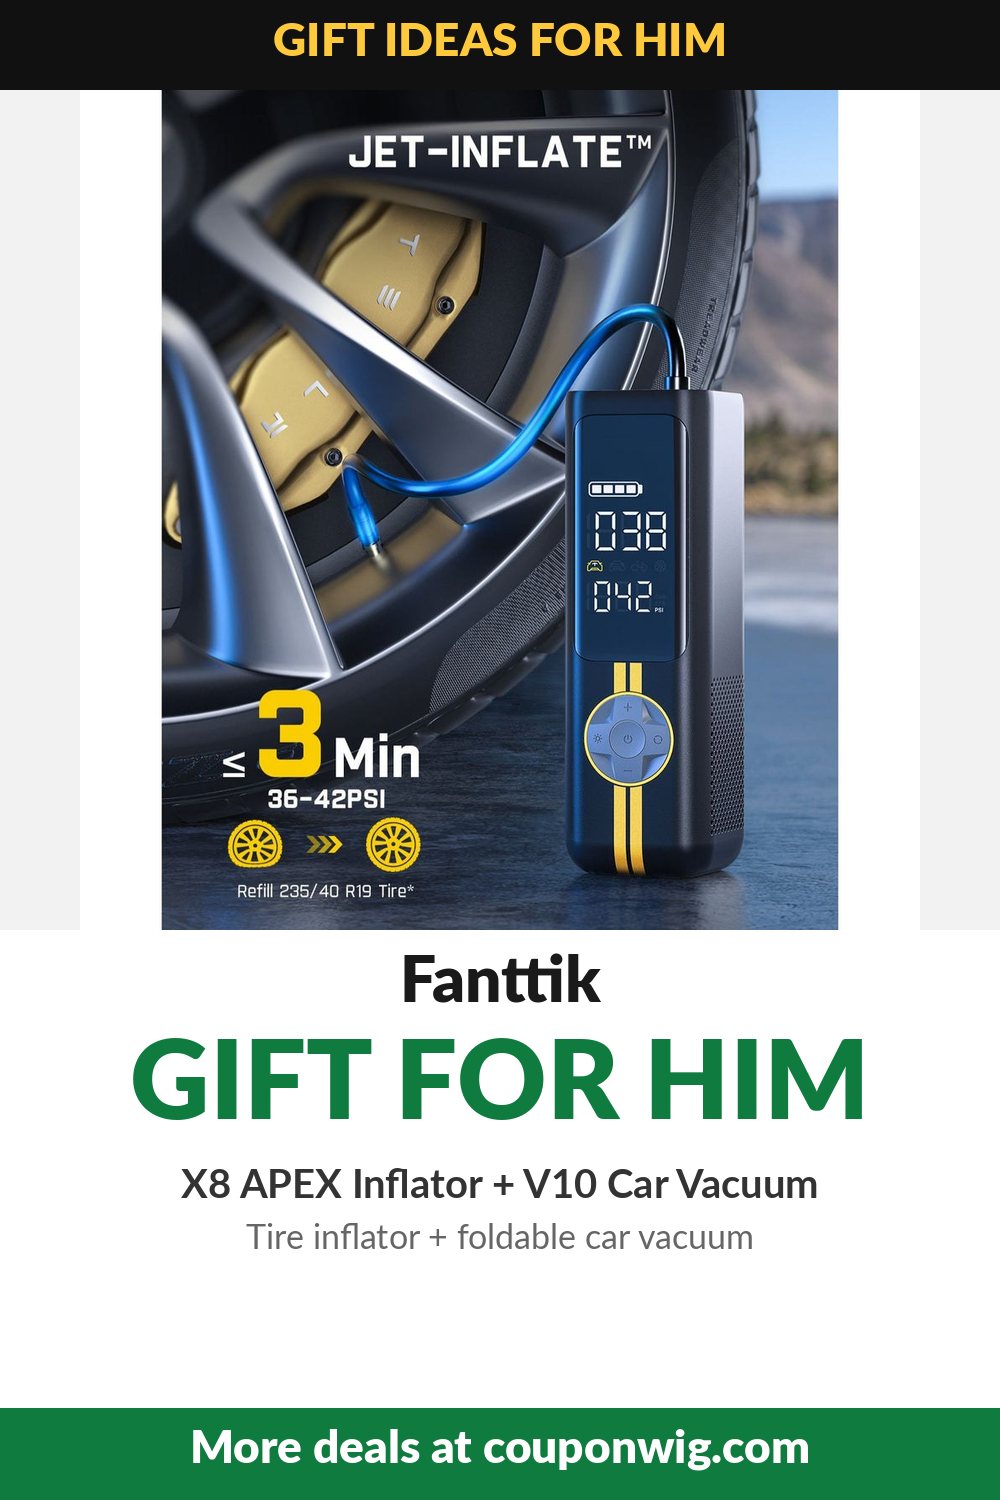 GIFT IDEAS FOR HIM
JET-INFLATE™
T
Ξ
L
TREADWEAR
038
042
PSI
≤ 3 Min
36-42PSI
Refill 235/40 R19 Tire*
Fanttik
GIFT FOR HIM
X8 APEX Inflator + V10 Car Vacuum
Tire inflator + foldable car vacuum
More deals at couponwig.com